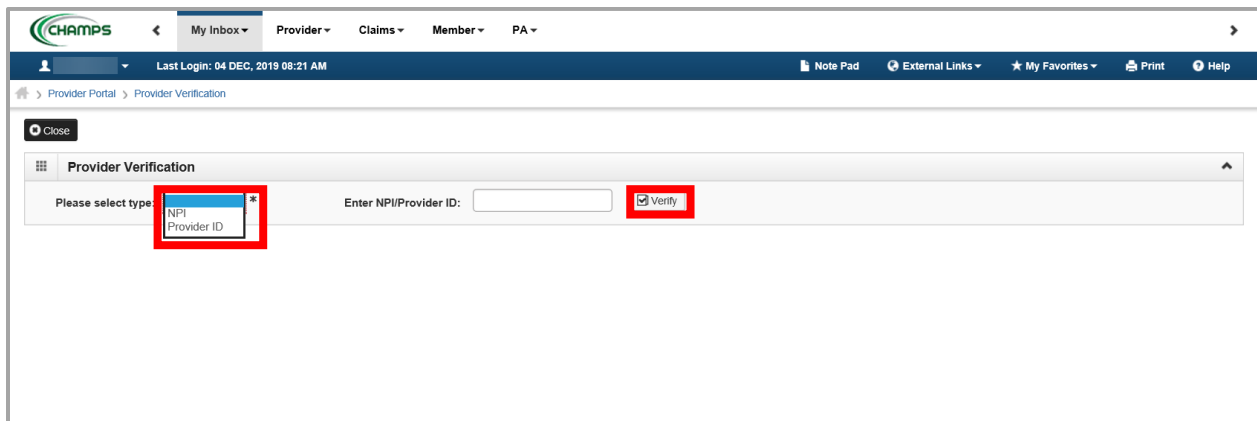 CHAMPS My Inbox Provider Claims Member PA
Last Login: 04 DEC, 2019 08:21 AM Note Pad External Links My Favorites Print Help
> Provider Portal > Provider Verification
Close
Provider Verification
Please select type: * Enter NPI/Provider ID: Verify
NPI
Provider ID